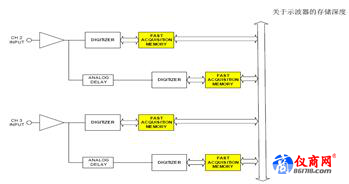 关于示波器的存储深度
CH 2
INPUT
DIGITIZER
FAST
ACQUISITION
MEMORY
ANALOG
DELAY
DIGITIZER
FAST
ACQUISITION
MEMORY
CH 3
INPUT
DIGITIZER
FAST
ACQUISITION
MEMORY
ANALOG
DELAY
DIGITIZER
FAST
ACQUISITION
MEMORY
仪商网
861718.com